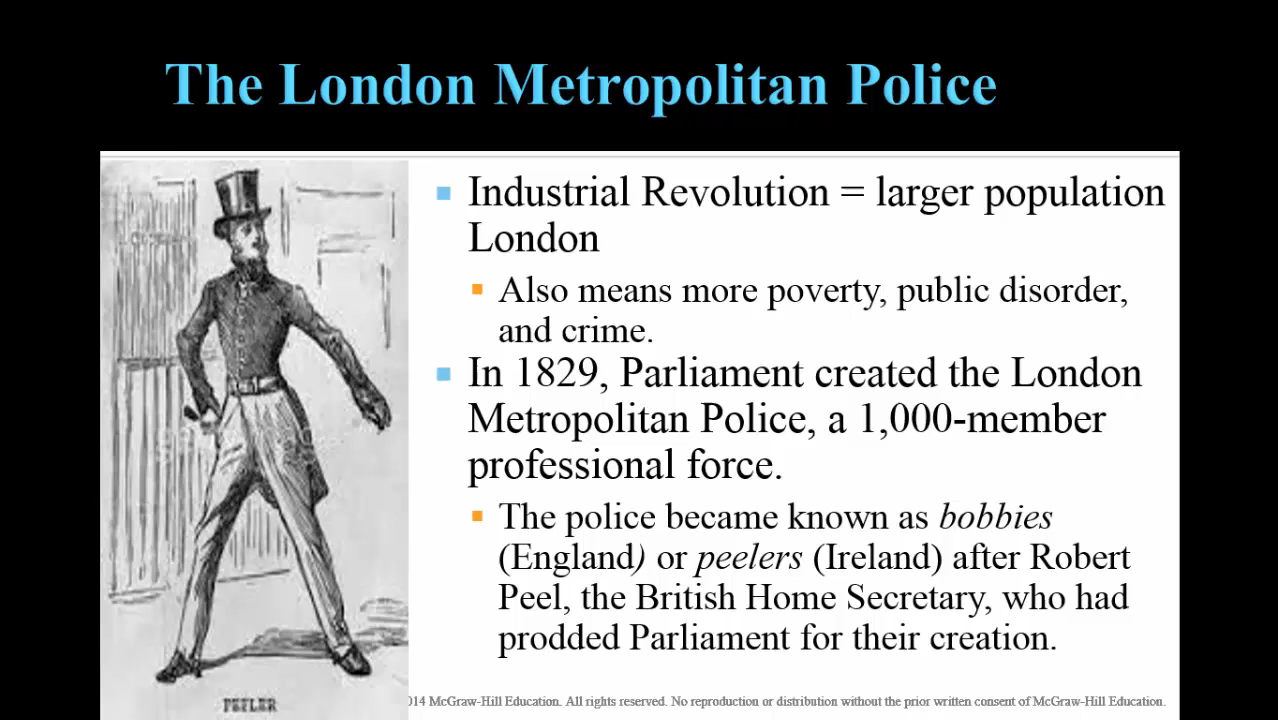 The London Metropolitan Police
Industrial Revolution = larger population
London
Also means more poverty, public disorder,
and crime.
In 1829, Parliament created the London
Metropolitan Police, a 1,000-member
professional force.
The police became known as bobbies
(England) or peelers (Ireland) after Robert
Peel, the British Home Secretary, who had
prodded Parliament for their creation.
PEELER
014 McGraw-Hill Education. All rights reserved. No reproduction or distribution without the prior written consent of McGraw-Hill Education.